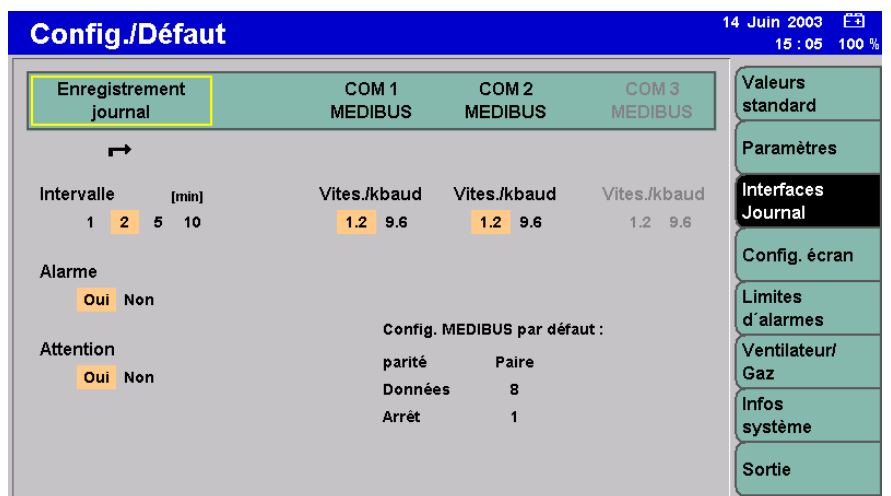 Config./Défaut
14 Juin 2003
15 : 05 100 %
Enregistrement journal
COM 1 MEDIBUS
COM 2 MEDIBUS
COM 3 MEDIBUS
Intervalle [min]
1 2 5 10
Vites./kbaud
1.2 9.6
Vites./kbaud
1.2 9.6
Vites./kbaud
1.2 9.6
Alarme
Oui Non
Attention
Oui Non
Config. MEDIBUS par défaut :
parité Paire
Données 8
Arrêt 1
Valeurs
standard
Paramètres
Interfaces
Journal
Config. écran
Limites
d´alarmes
Ventilateur/
Gaz
Infos
système
Sortie